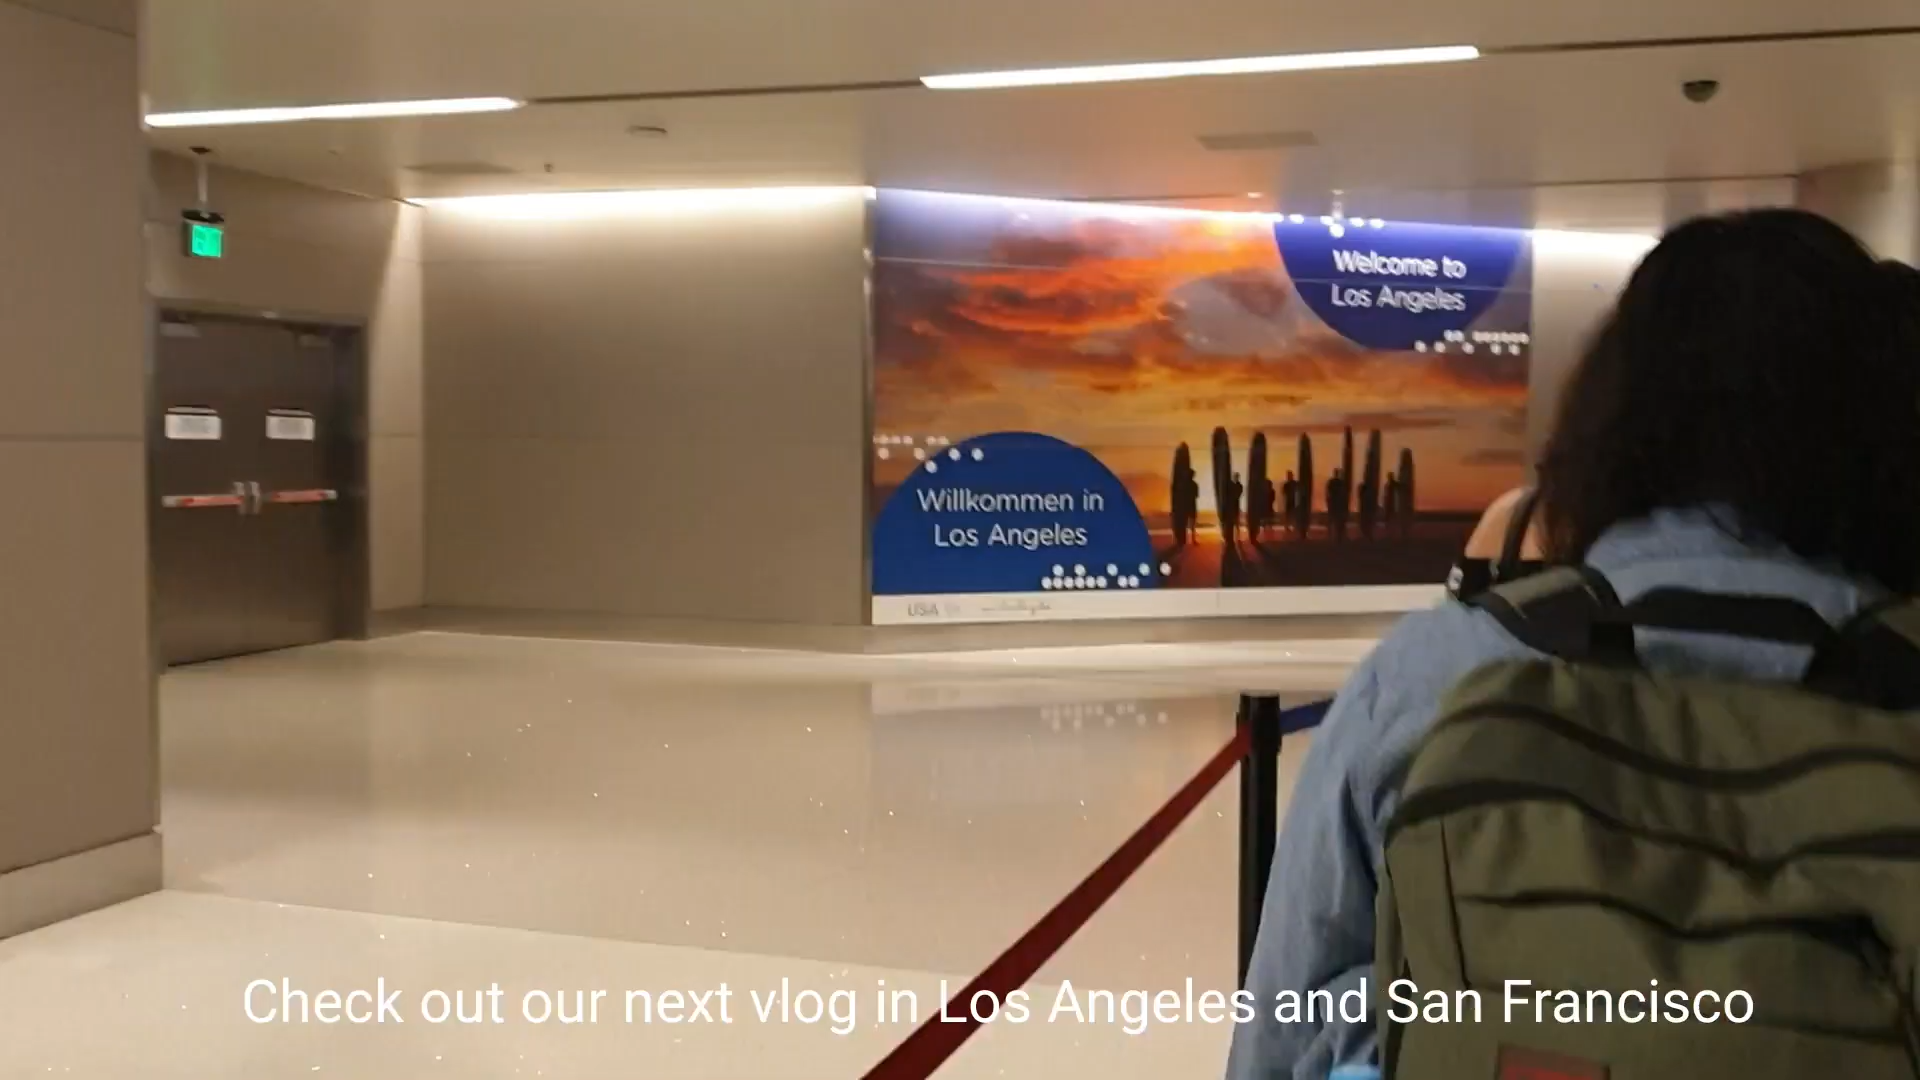 Welcome to
Los Angeles
Willkommen in
Los Angeles
USA
Check out our next vlog in Los Angeles and San Francisco